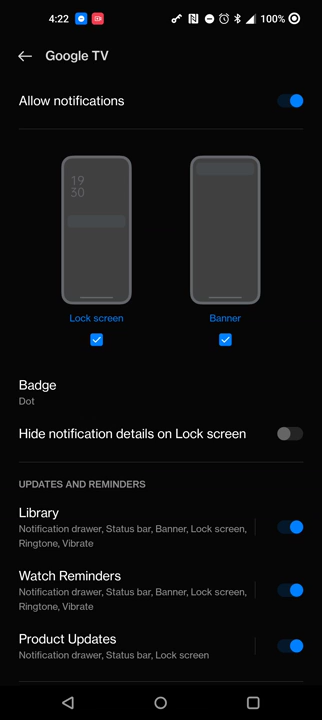 4:22
100%
Google TV
Allow notifications
19
30
Lock screen
Banner
Badge
Dot
Hide notification details on Lock screen
UPDATES AND REMINDERS
Library
Notification drawer, Status bar, Banner, Lock screen,
Ringtone, Vibrate
Watch Reminders
Notification drawer, Status bar, Banner, Lock screen,
Ringtone, Vibrate
Product Updates
Notification drawer, Status bar, Lock screen